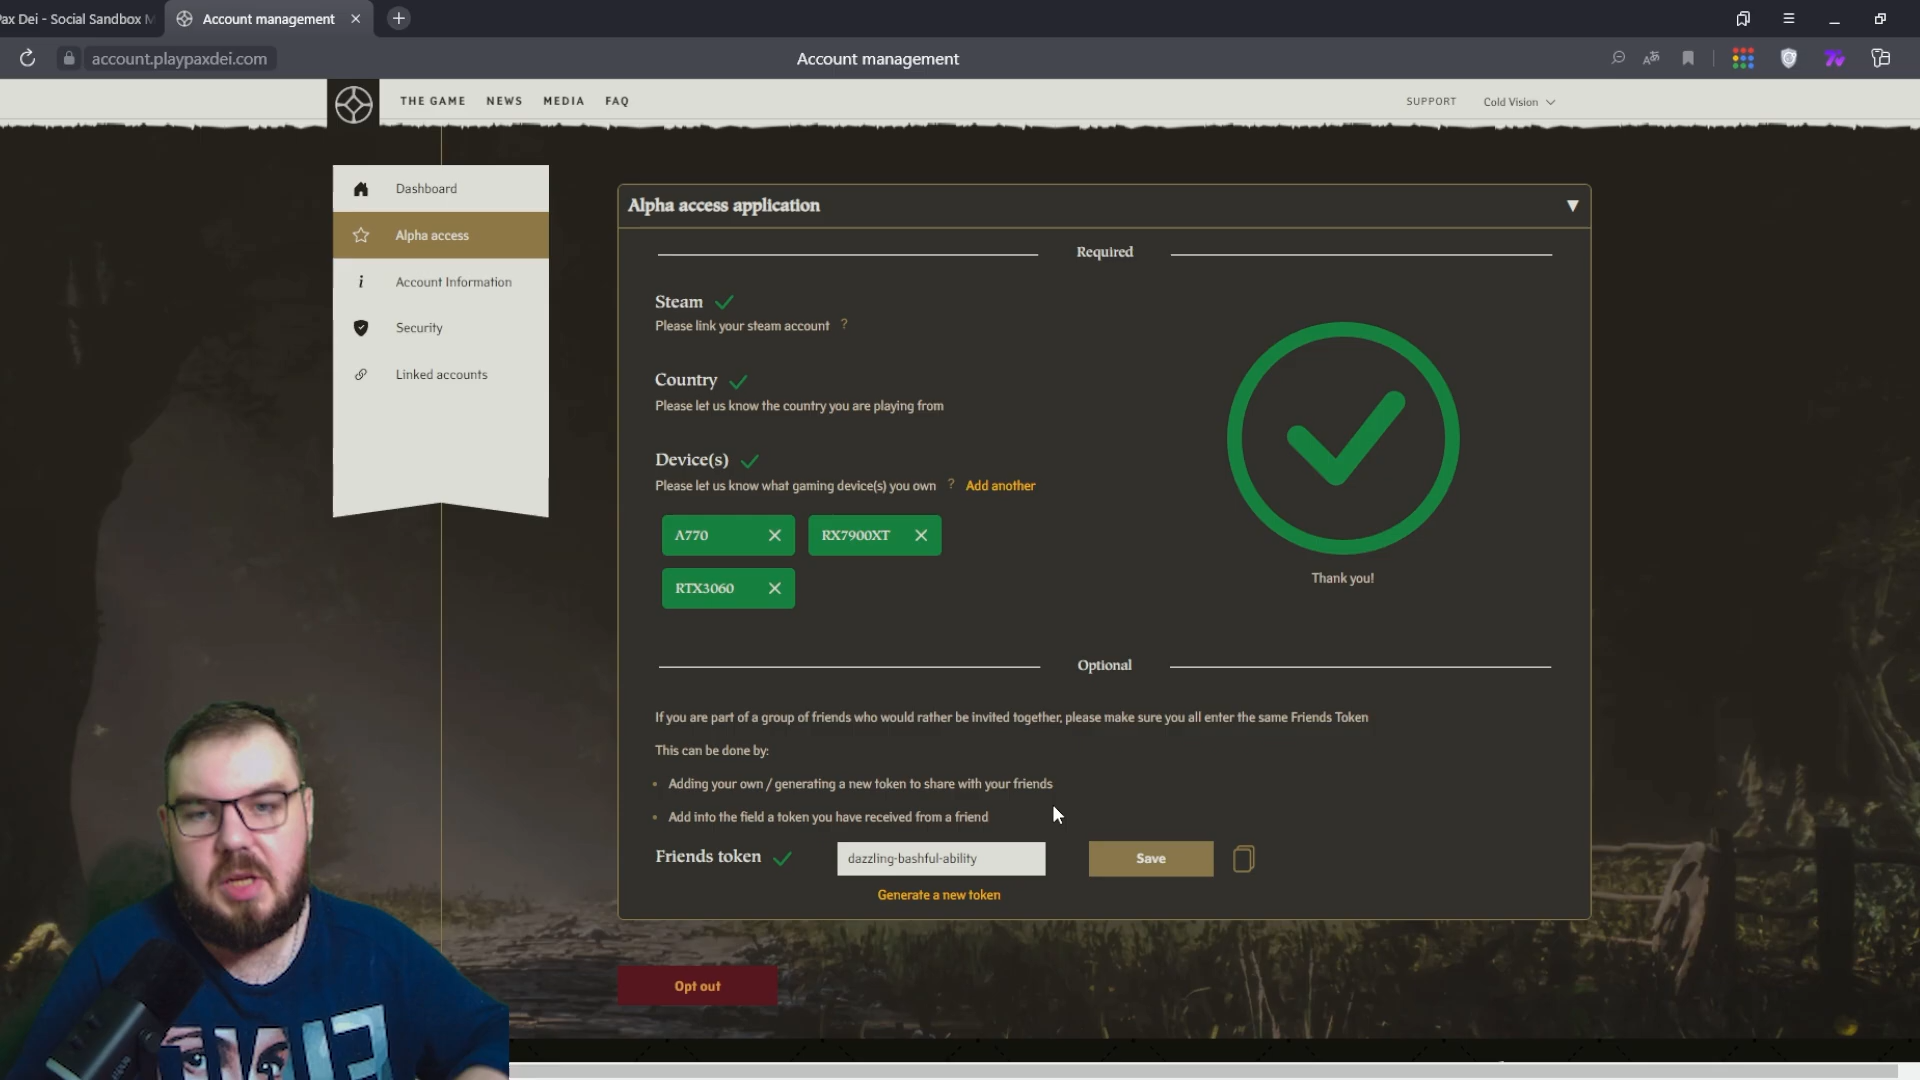 Pax Dei - Social Sandbox M
Account management
account.playpaxdei.com
Account management
THE GAME
NEWS
MEDIA
FAQ
SUPPORT
Cold Vision
Dashboard
Alpha access
Account Information
Security
Linked accounts
Alpha access application
Required
Steam
Please link your steam account ?
Country
Please let us know the country you are playing from
Device(s)
Please let us know what gaming device(s) you own ? Add another
A770
RX7900XT
RTX3060
Thank you!
Optional
If you are part of a group of friends who would rather be invited together, please make sure you all enter the same Friends Token
This can be done by:
Adding your own / generating a new token to share with your friends
Add into the field a token you have received from a friend
Friends token
dazzling-bashful-ability
Save
Generate a new token
Opt out